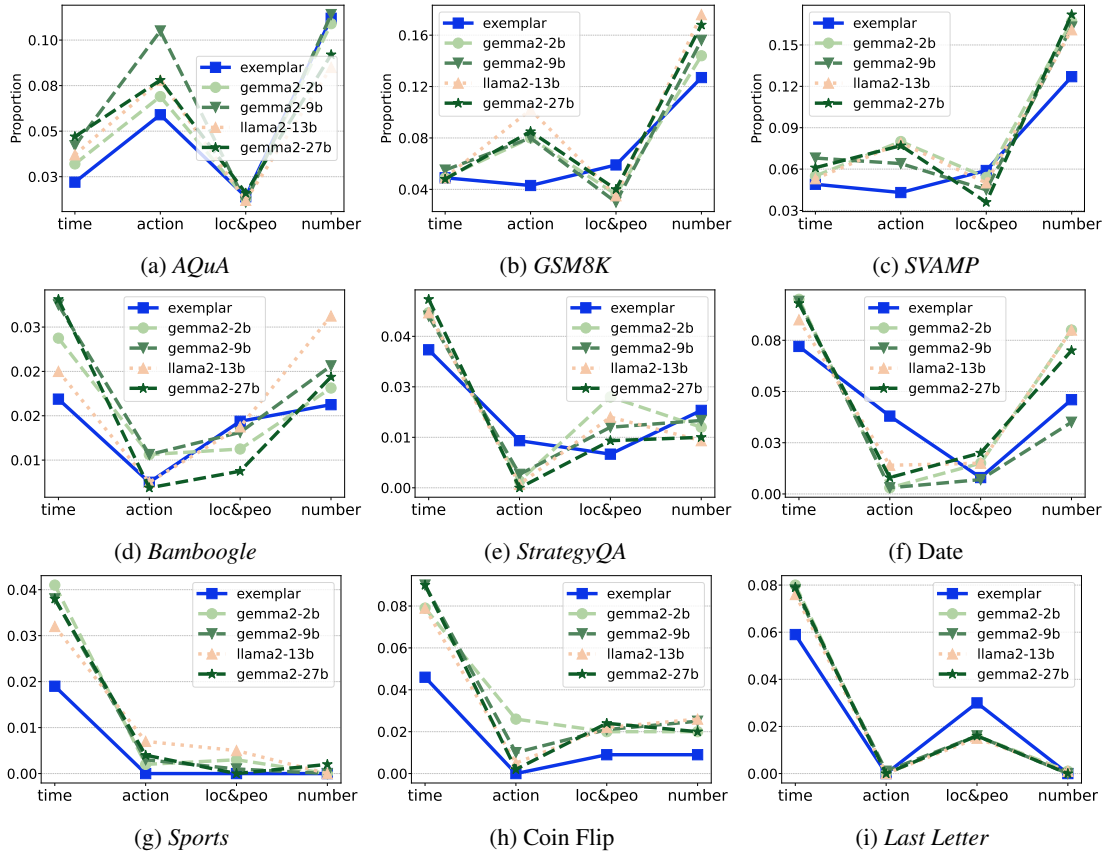 Proportion
0.10
0.08
0.05
0.03
exemplar
gemma2-2b
gemma2-9b
llama2-13b
gemma2-27b
time action loc&peo number
(a) AQuA
Proportion
0.16
0.12
0.08
0.04
exemplar
gemma2-2b
gemma2-9b
llama2-13b
gemma2-27b
time action loc&peo number
(b) GSM8K
Proportion
0.15
0.12
0.09
0.06
0.03
exemplar
gemma2-2b
gemma2-9b
llama2-13b
gemma2-27b
time action loc&peo number
(c) SVAMP
0.03
0.02
0.02
0.01
exemplar
gemma2-2b
gemma2-9b
llama2-13b
gemma2-27b
time action loc&peo number
(d) Bamboogle
0.04
0.03
0.01
0.00
exemplar
gemma2-2b
gemma2-9b
llama2-13b
gemma2-27b
time action loc&peo number
(e) StrategyQA
0.08
0.05
0.03
0.00
exemplar
gemma2-2b
gemma2-9b
llama2-13b
gemma2-27b
time action loc&peo number
(f) Date
0.04
0.03
0.02
0.01
0.00
exemplar
gemma2-2b
gemma2-9b
llama2-13b
gemma2-27b
time action loc&peo number
(g) Sports
0.08
0.06
0.04
0.02
0.00
exemplar
gemma2-2b
gemma2-9b
llama2-13b
gemma2-27b
time action loc&peo number
(h) Coin Flip
0.08
0.06
0.04
0.02
0.00
exemplar
gemma2-2b
gemma2-9b
llama2-13b
gemma2-27b
time action loc&peo number
(i) Last Letter